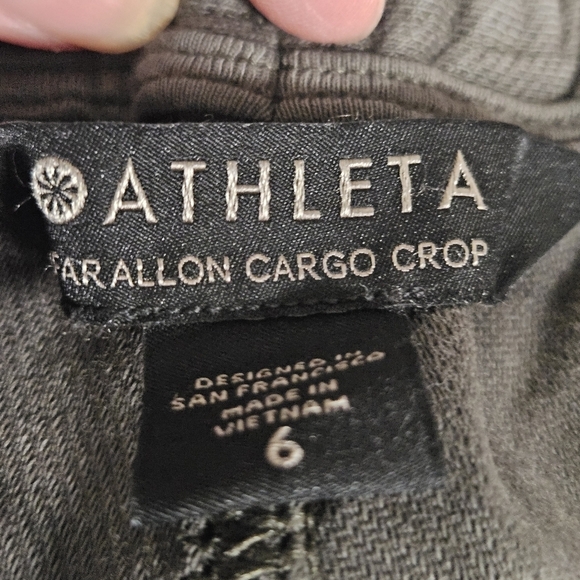 ATHLETA
FARALLON CARGO CROP
DESIGNED IN
SAN FRANCISCO
MADE IN
VIETNAM
6